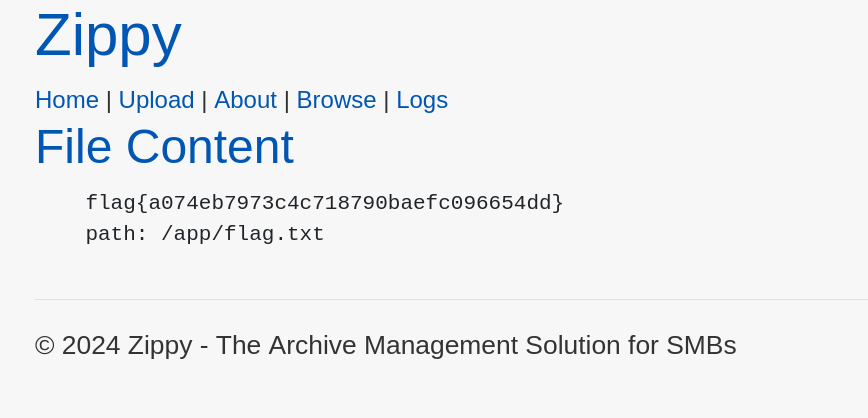 Zippy
Home | Upload | About | Browse | Logs
File Content
flag{a074eb7973c4c718790baefc096654dd}
path: /app/flag.txt
© 2024 Zippy - The Archive Management Solution for SMBs